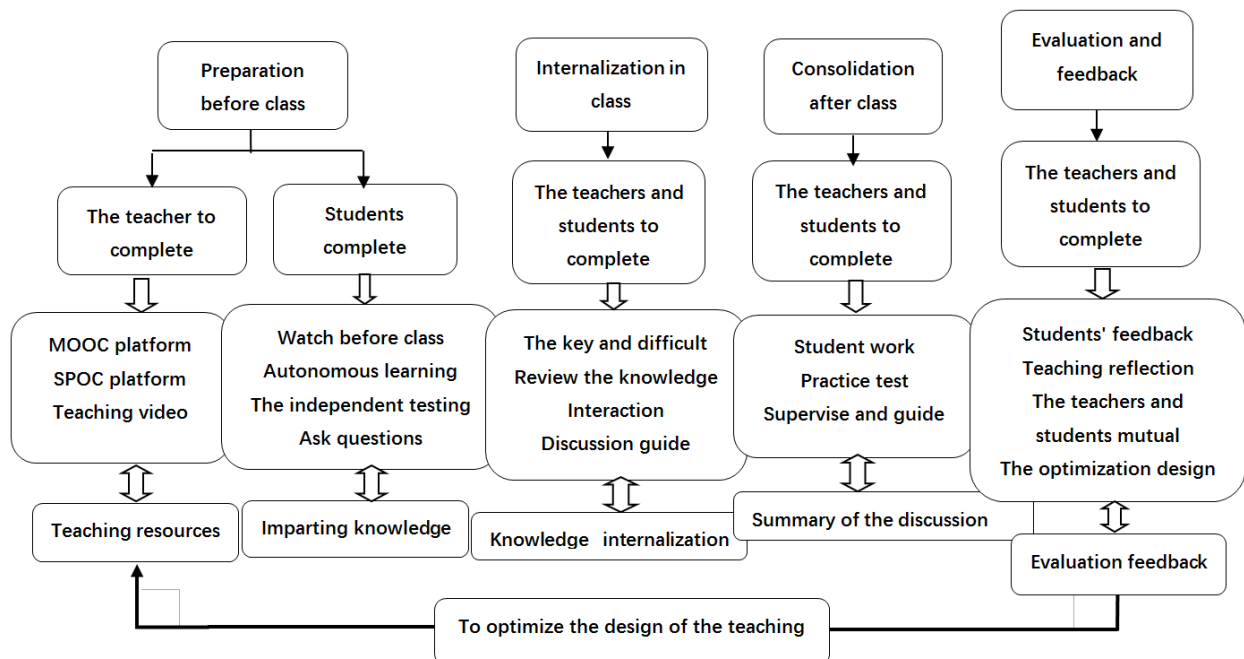 Preparation
before class
Internalization in
class
Consolidation
after class
Evaluation and
feedback
The teacher to
complete
Students
complete
The teachers and
students to
complete
The teachers and
students to
complete
The teachers and
students to
complete
MOOC platform
SPOC platform
Teaching video
Watch before class
Autonomous learning
The independent testing
Ask questions
The key and difficult
Review the knowledge
Interaction
Discussion guide
Student work
Practice test
Supervise and guide
Students' feedback
Teaching reflection
The teachers and
students mutual
The optimization design
Teaching resources
Imparting knowledge
Knowledge internalization
Summary of the discussion
Evaluation feedback
To optimize the design of the teaching